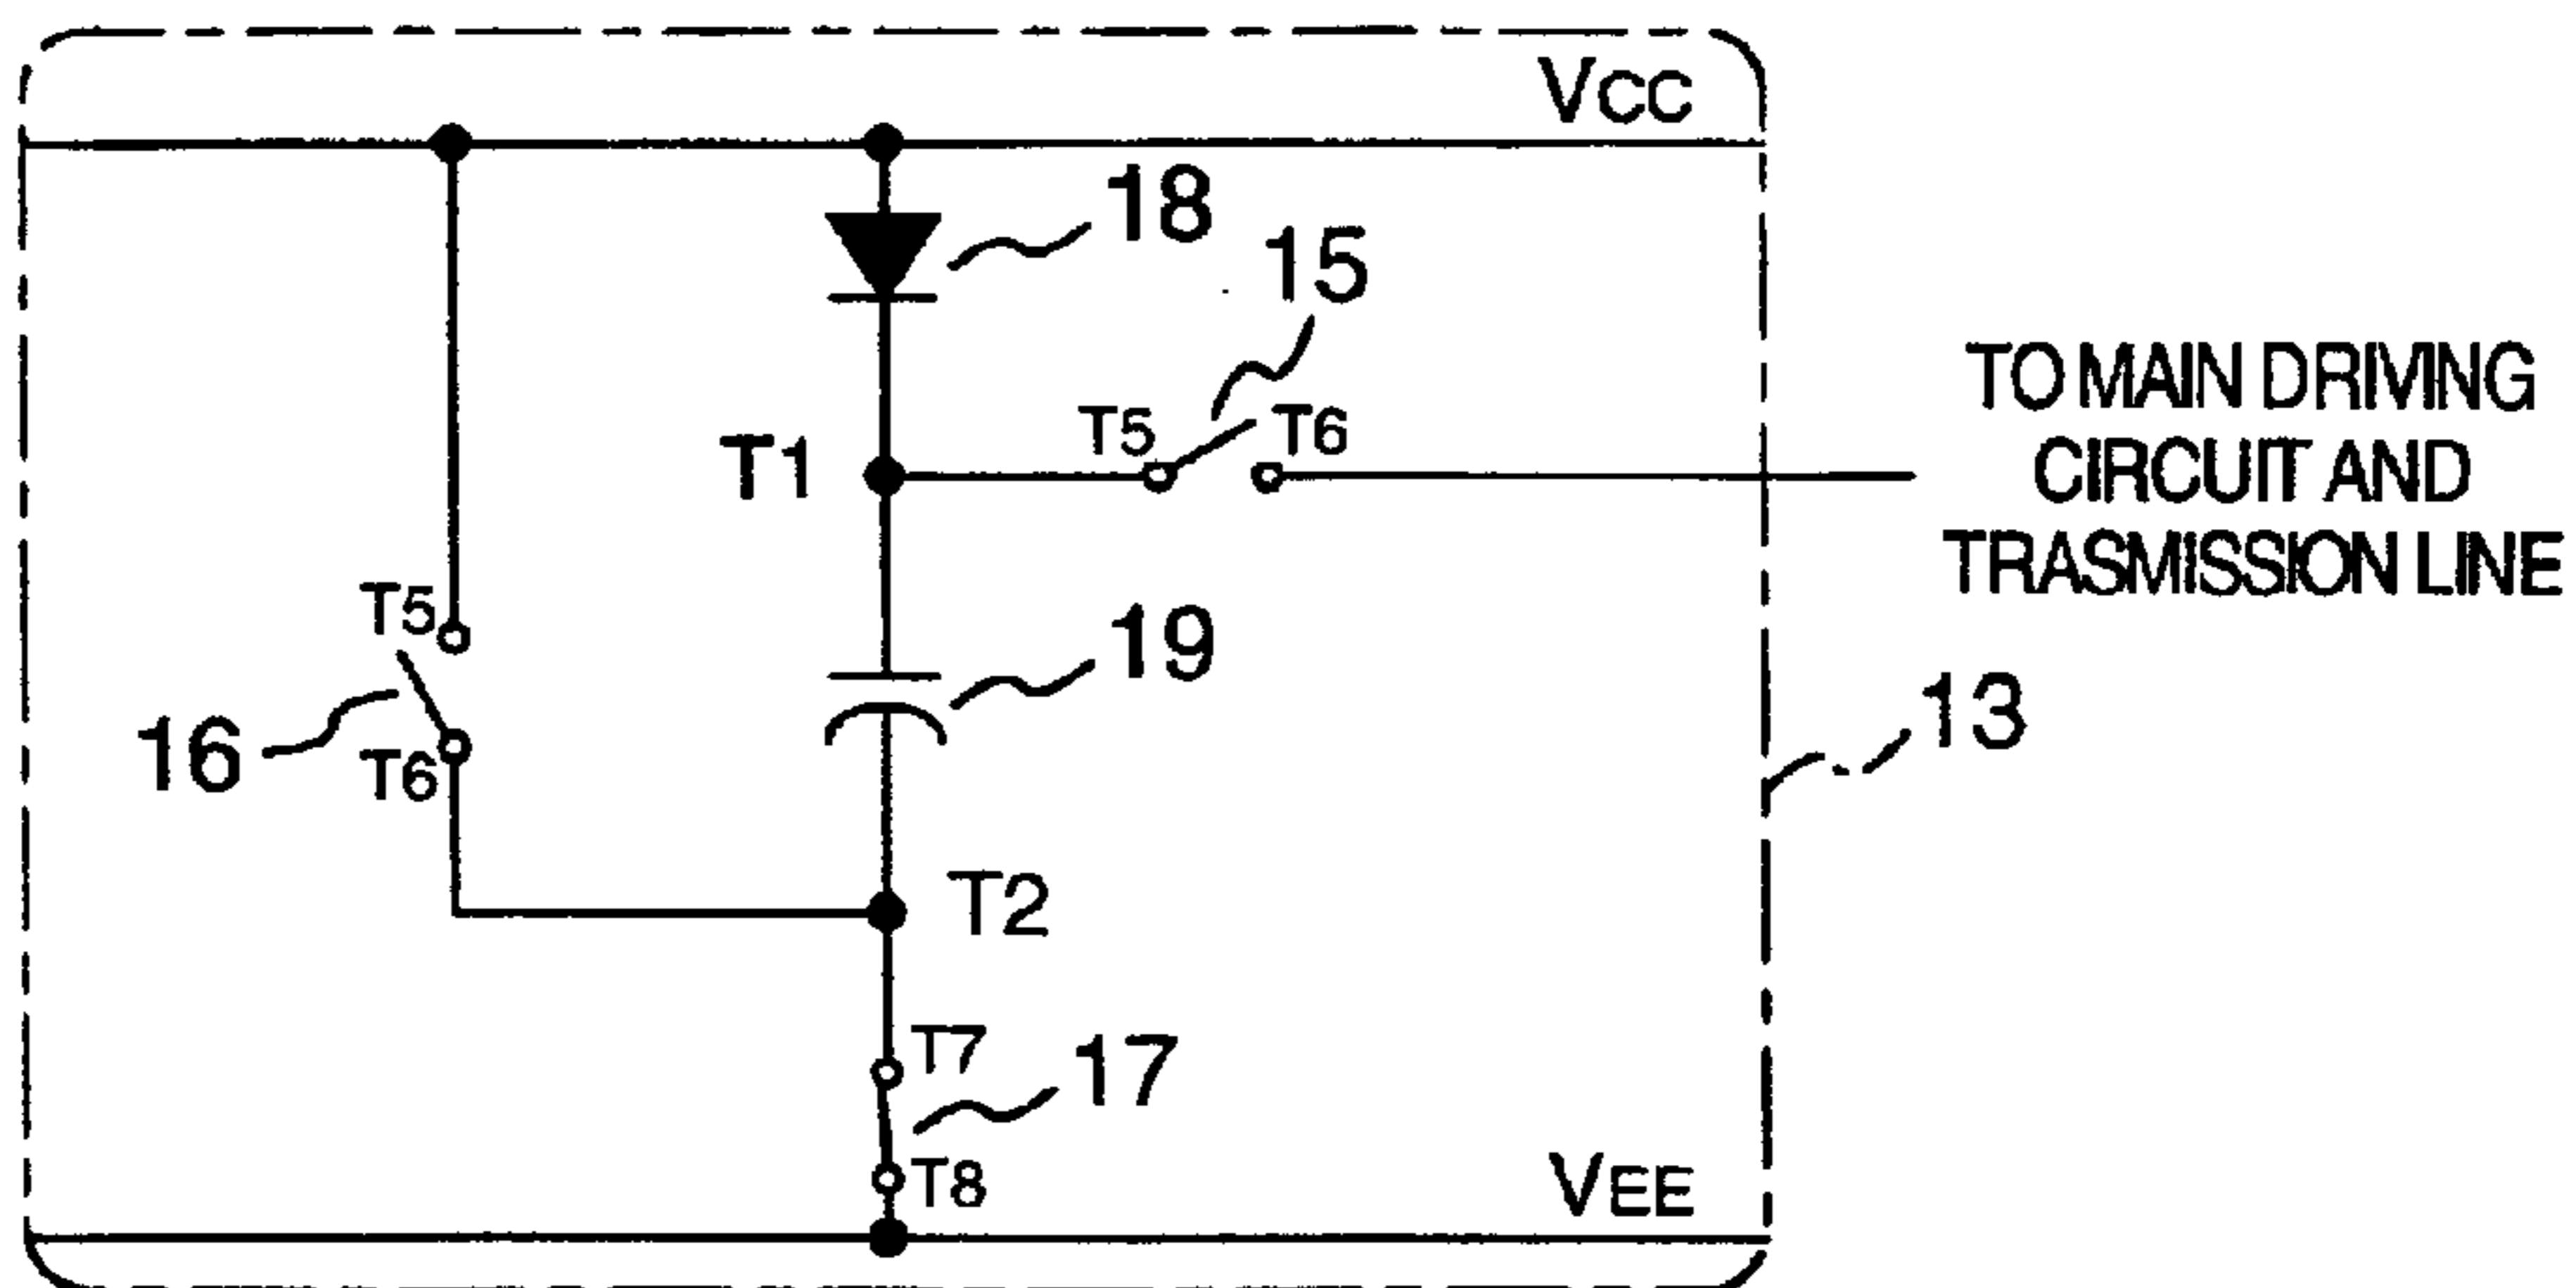 VCC
18
15
T5
T6
T1
TO MAIN DRIVING
CIRCUIT AND
TRASMISSION LINE
T5
19
16
T6
13
T2
T7
17
T8
VEE